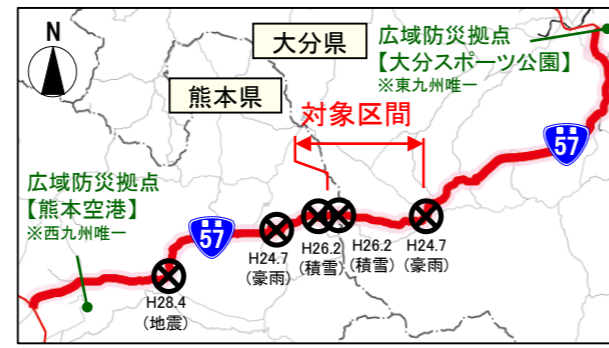 N
大分県
熊本県
広域防災拠点
【大分スポーツ公園】
※東九州唯一
対象区間
57
広域防災拠点
【熊本空港】
※西九州唯一
57
H24.7
(豪雨)
H26.2
(積雪)
H26.2
(積雪)
H24.7
(豪雨)
H28.4
(地震)